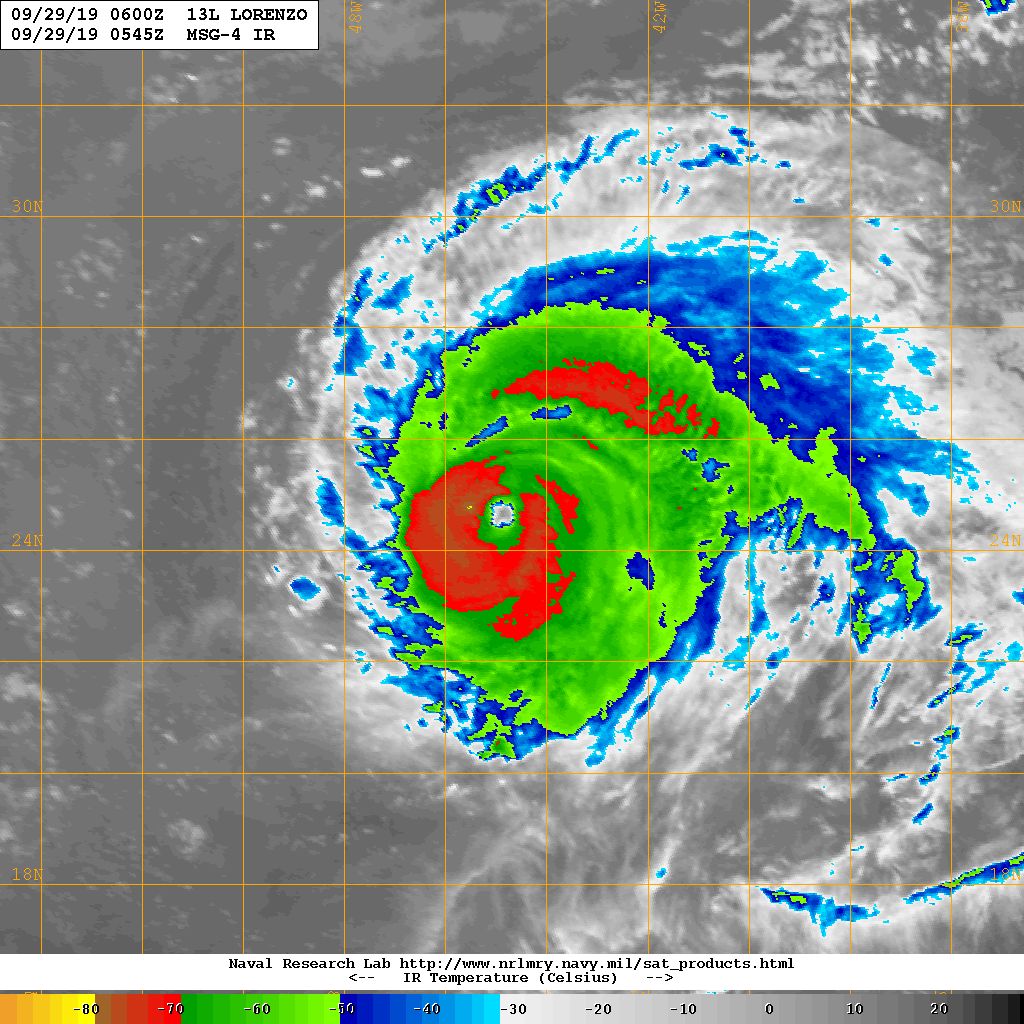 09/29/19 0600Z 13L LORENZO
09/29/19 0545Z MSG-4 IR
48W 42W 36W
30N 30N
24N 24N
18N 18N
Naval Research Lab http://www.nrlmry.navy.mil/sat_products.html
<-- IR Temperature (Celsius) -->
-80 -70 -60 -50 -40 -30 -20 -10 0 10 20